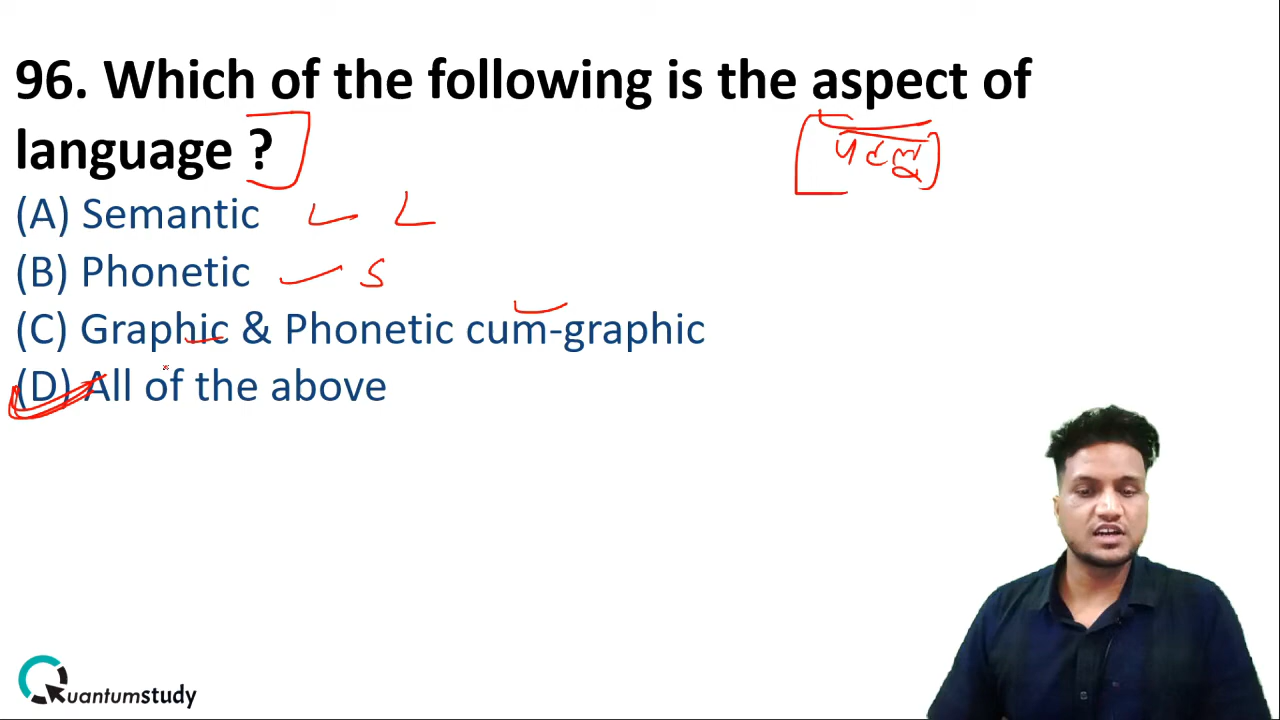 96. Which of the following is the aspect of
language ?
पहलू
(A) Semantic L
(B) Phonetic S
(C) Graphic & Phonetic cum-graphic
(D) All of the above
Quantumstudy